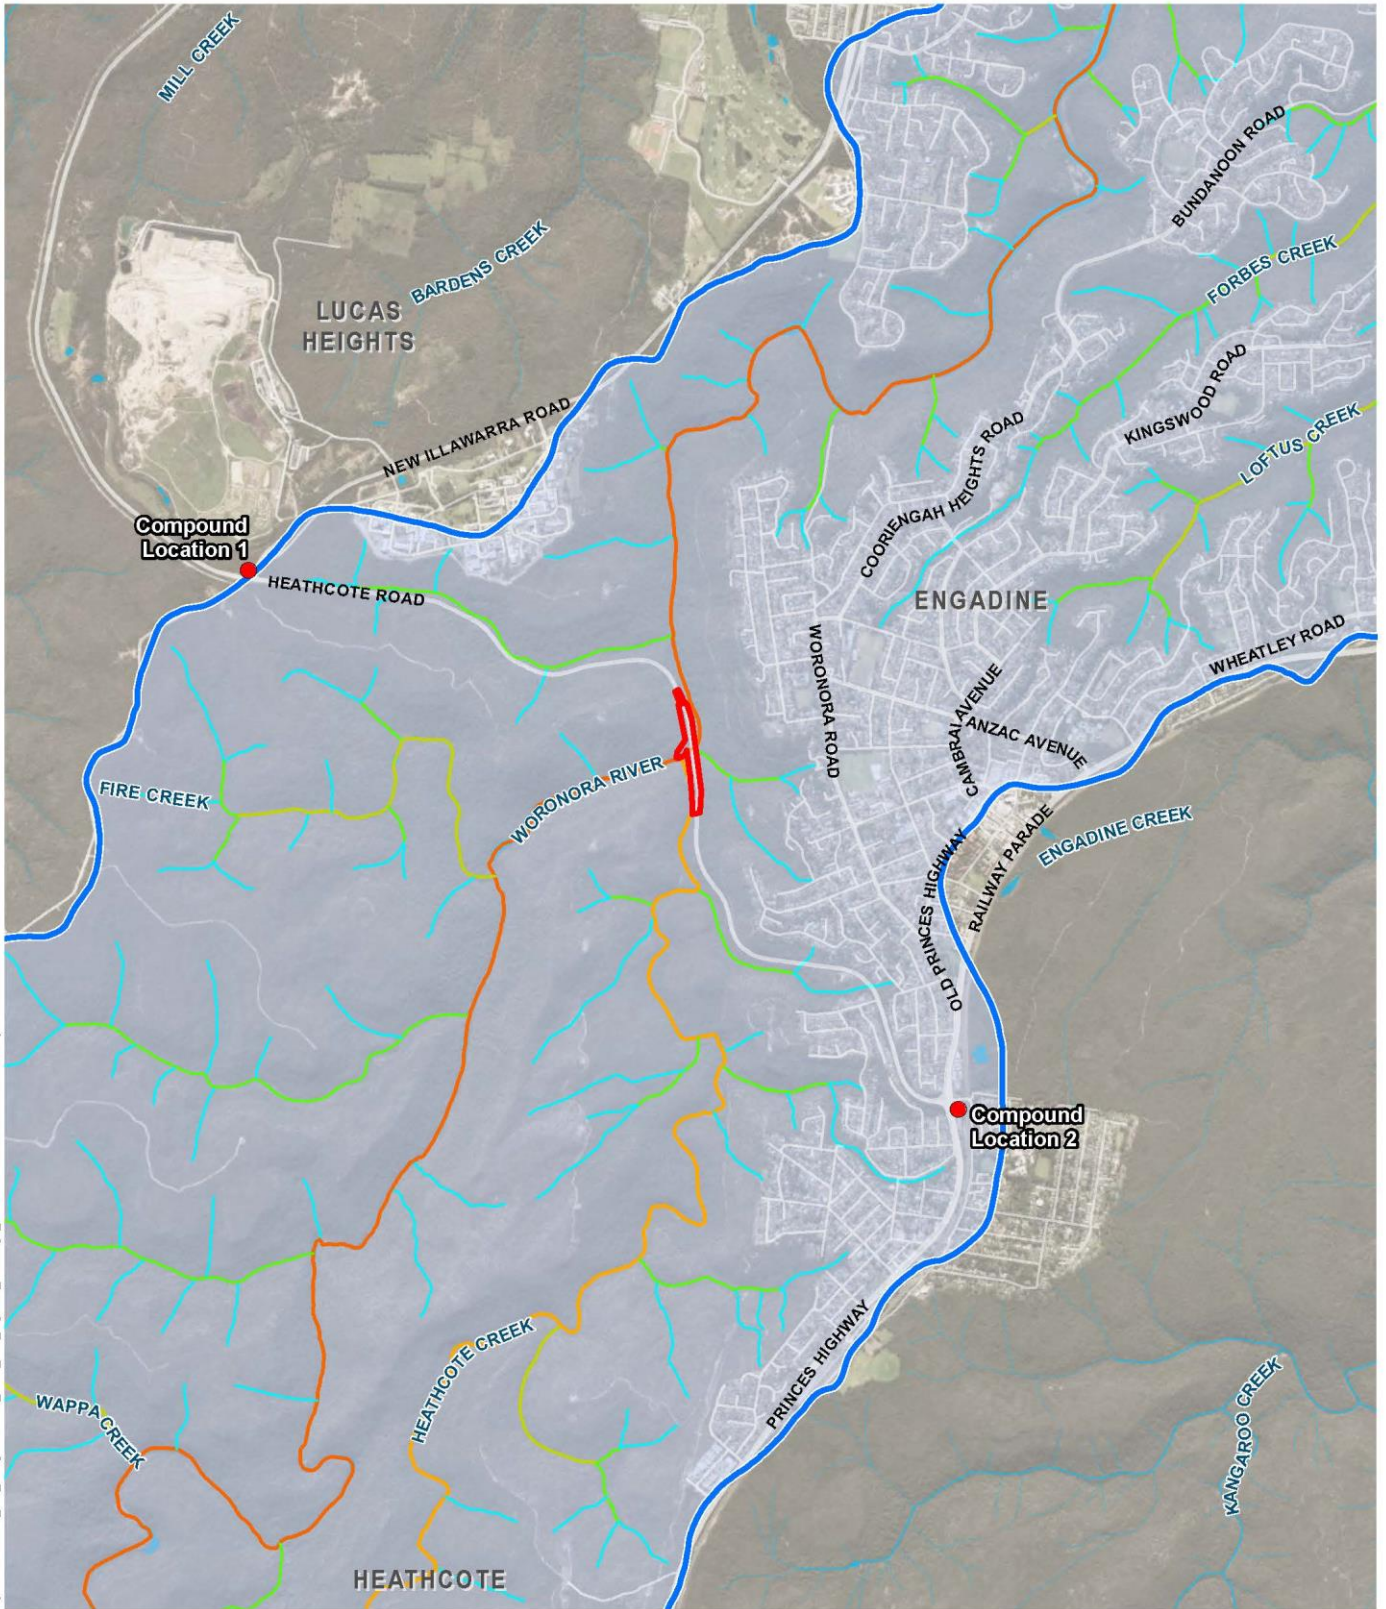 MILL CREEK
BUNDANOON ROAD
BARDENS CREEK
FORBES CREEK
LUCAS
HEIGHTS
KINGSWOOD ROAD
NEW ILLAWARRA ROAD
LOFTUS CREEK
COORIENGAH HEIGHTS ROAD
Compound
Location 1
HEATHCOTE ROAD
ENGADINE
WORONORA ROAD
WHEATLEY ROAD
CAMBRAI AVENUE
ANZAC AVENUE
FIRE CREEK
WORONORA RIVER
ENGADINE CREEK
RAILWAY PARADE
OLD PRINCES HIGHWAY
Compound
Location 2
HEATHCOTE CREEK
PRINCES HIGHWAY
WAPPA CREEK
KANGAROO CREEK
HEATHCOTE